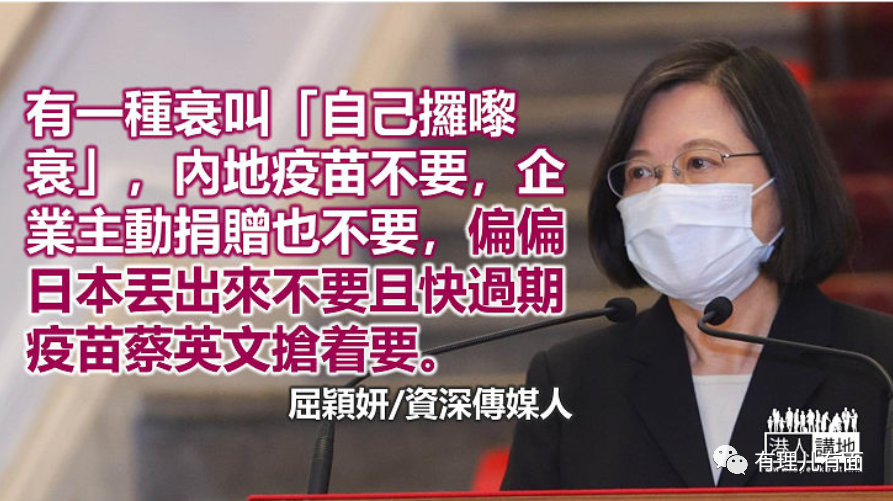 有一種衰叫「自己攞嚟
衰」，內地疫苗不要，企
業主動捐贈也不要，偏偏
日本丟出來不要且快過期
疫苗蔡英文搶着要。
屈穎妍/資深傳媒人
港人講地
有理儿有面